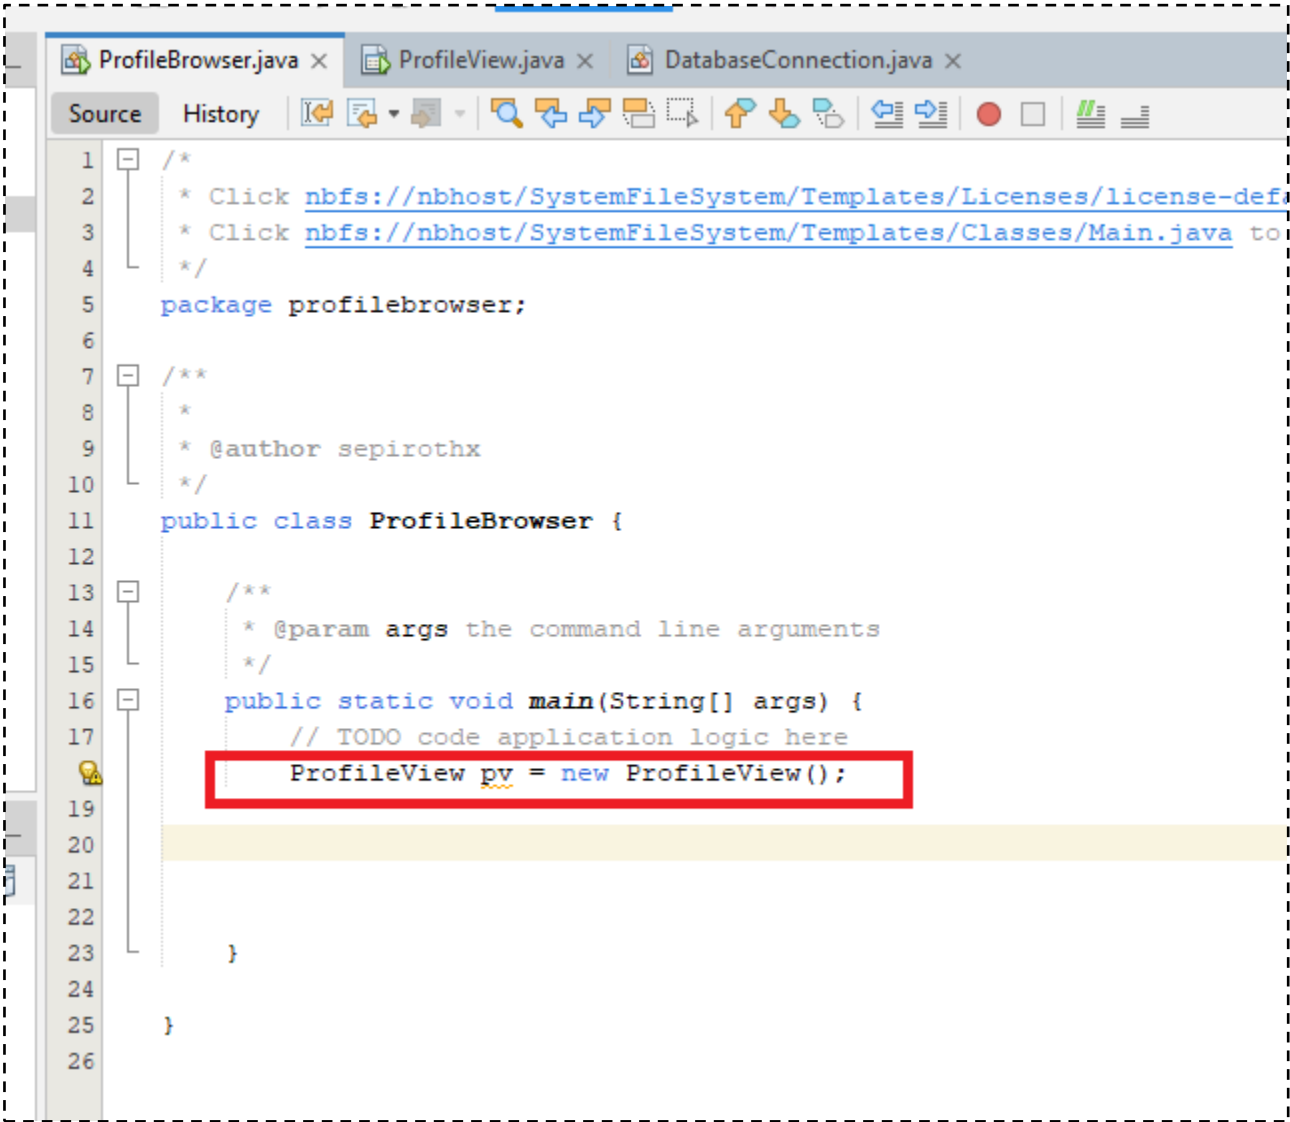 ProfileBrowser.java ProfileView.java DatabaseConnection.java
Source History
1 /*
2 * Click nbfs://nbhost/SystemFileSystem/Templates/Licenses/license-defa
3 * Click nbfs://nbhost/SystemFileSystem/Templates/Classes/Main.java to
4 */
5 package profilebrowser;
6
7 /**
8 *
9 * @author sepirothx
10 */
11 public class ProfileBrowser {
12
13 /**
14 * @param args the command line arguments
15 */
16 public static void main(String[] args) {
17 // TODO code application logic here
ProfileView pv = new ProfileView();
19
20
21
22
23 }
24
25 }
26